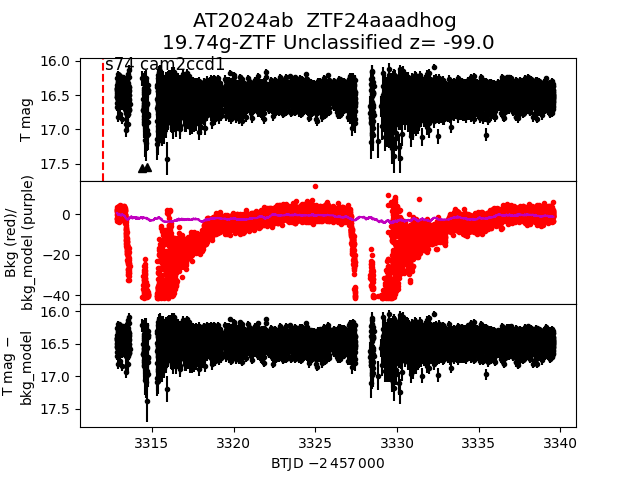 AT2024ab  ZTF24aaadhog
19.74g-ZTF Unclassified z= -99.0
s74 cam2ccd1
16.0
16.5
17.0
17.5
T mag
0
−20
−40
Bkg (red)/
bkg_model (purple)
16.0
16.5
17.0
17.5
T mag −
bkg_model
3315
3320
3325
3330
3335
3340
BTJD −2 457 000